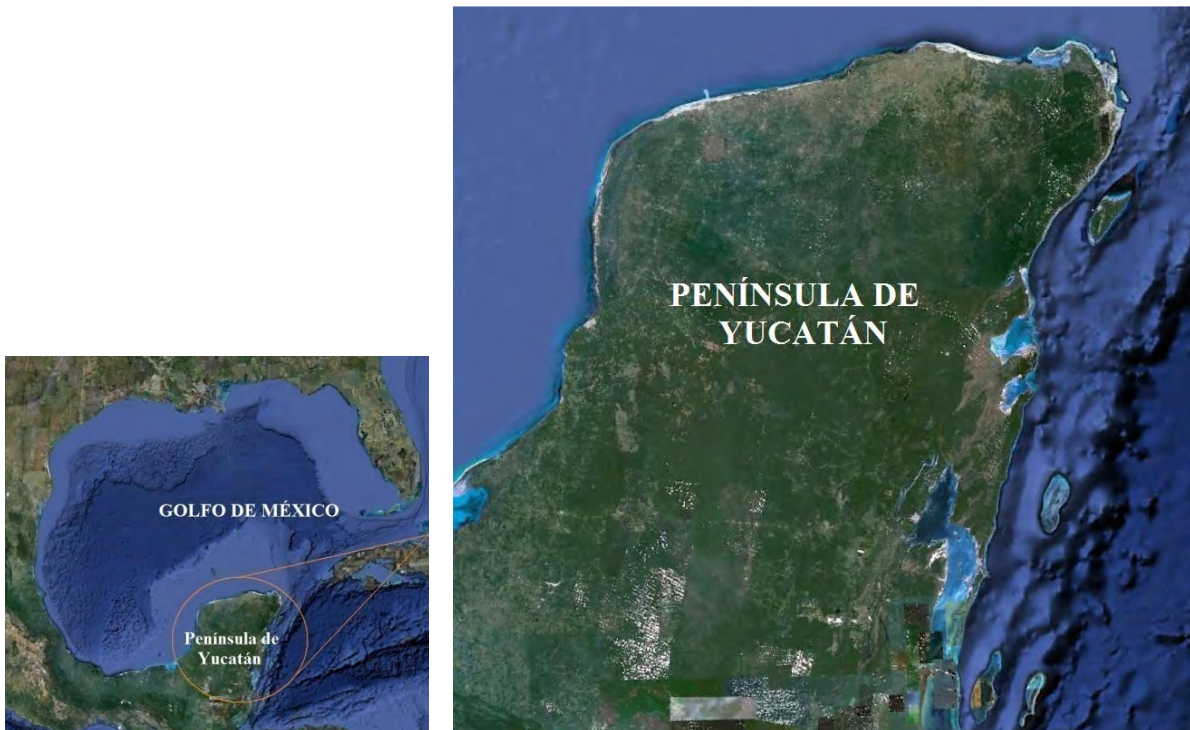 GOLFO DE MÉXICO
Península de
Yucatán
PENÍNSULA DE
YUCATÁN